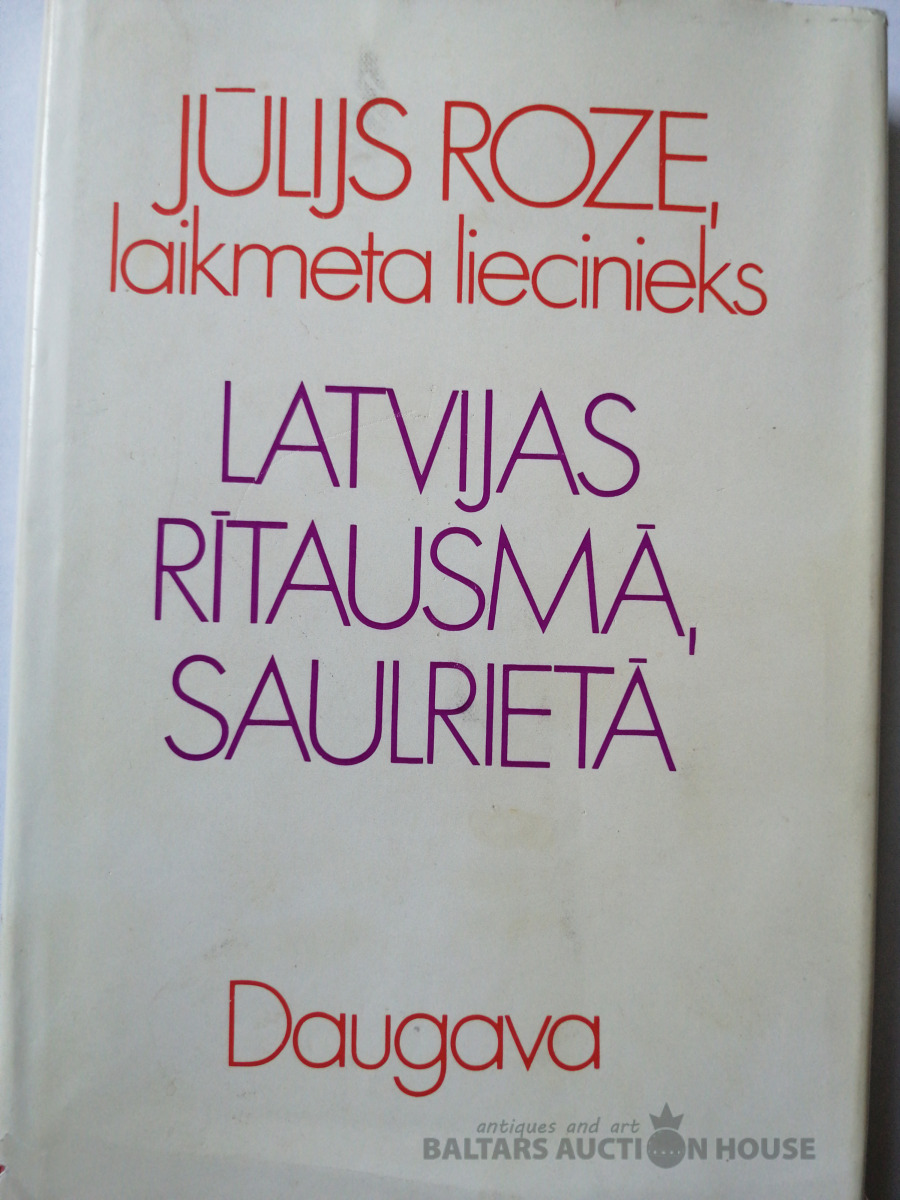 JŪLIJS ROZE,
laikmeta liecinieks
LATVIJAS
RĪTAUSMĀ,
SAULRIETĀ
Daugava
antiques and art
BALTARS AUCTION HOUSE